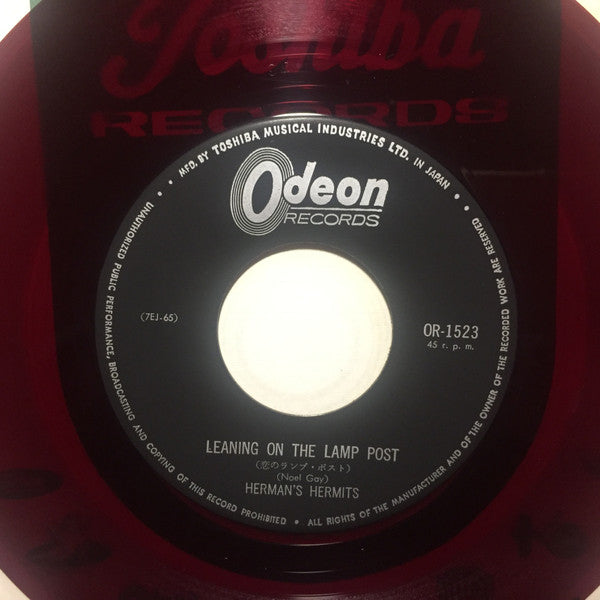 Toshiba
RECORDS
• MFD. BY TOSHIBA MUSICAL INDUSTRIES LTD. IN JAPAN •
Odeon
RECORDS
(7EJ-65)
OR-1523
45 r. p. m.
LEANING ON THE LAMP POST
(恋のランプ・ポスト)
(Noel Gay)
HERMAN'S HERMITS
UNAUTHORIZED PUBLIC PERFORMANCE, BROADCASTING AND COPYING OF THIS RECORD PROHIBITED • ALL RIGHTS OF THE MANUFACTURER AND OF THE OWNER OF THE RECORDED WORK ARE RESERVED